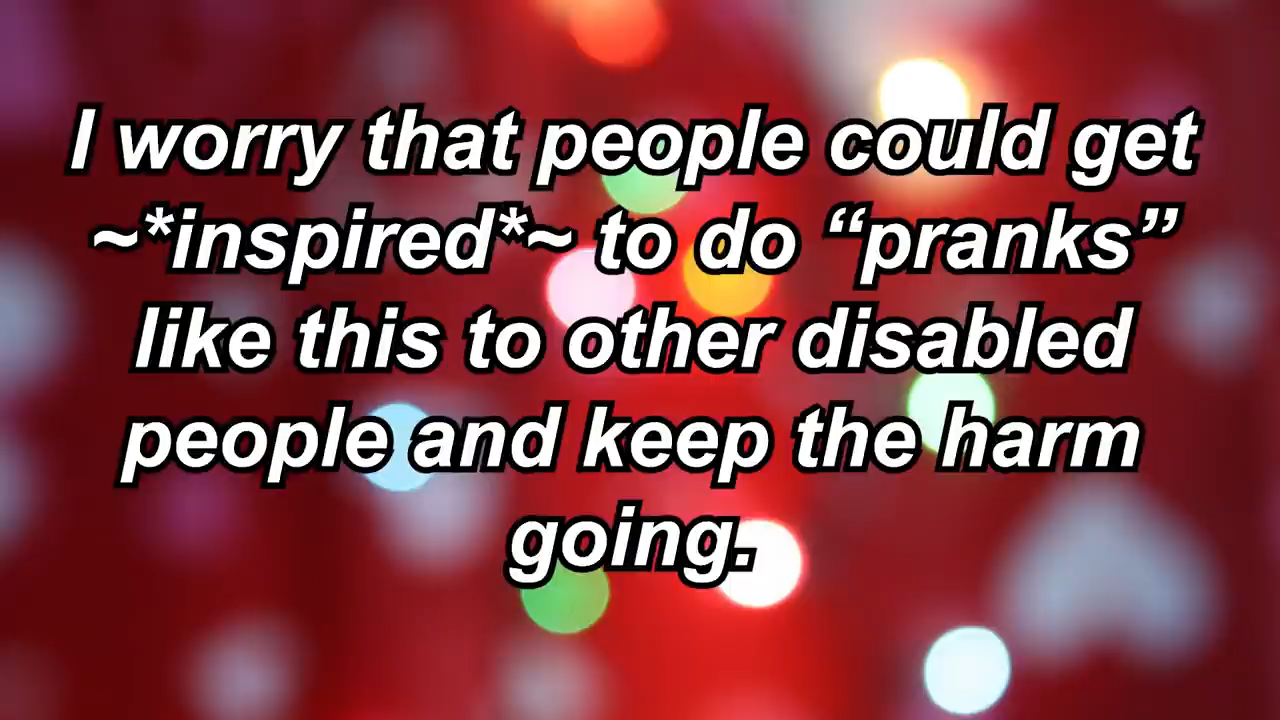 I worry that people could get
~*inspired*~ to do “pranks”
like this to other disabled
people and keep the harm
going.